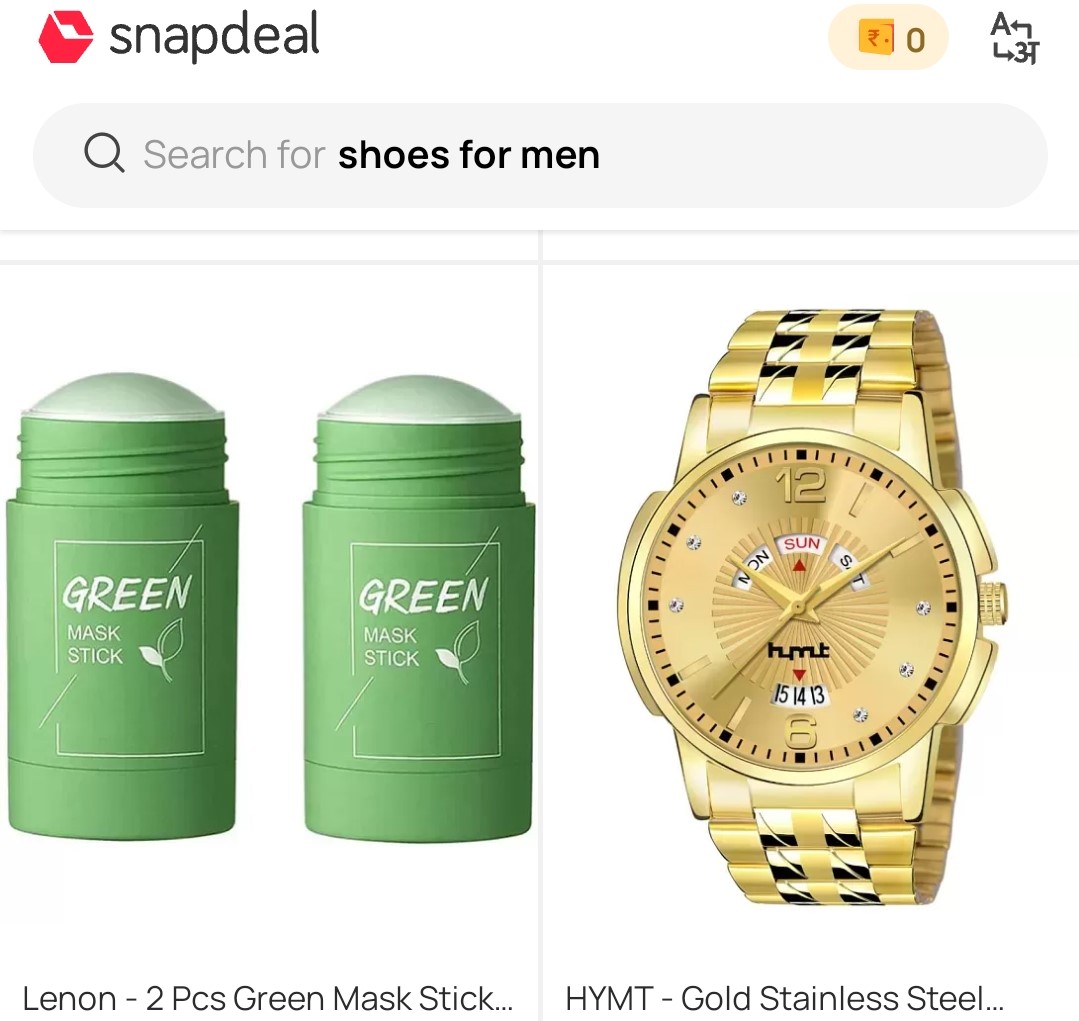 snapdeal
₹ 0
A अ
Search for shoes for men
GREEN
MASK
STICK
GREEN
MASK
STICK
12
MON SUN SAT
hymt
15 14 13
6
Lenon - 2 Pcs Green Mask Stick...
HYMT - Gold Stainless Steel...